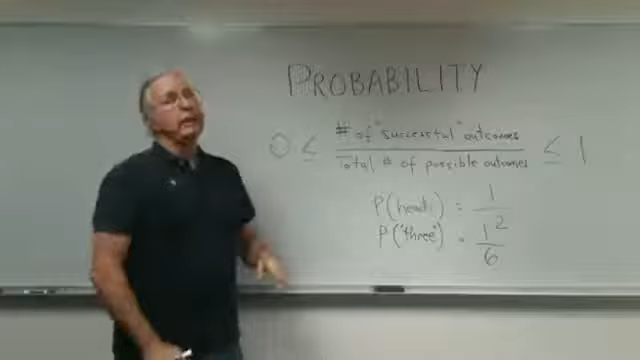 PROBABILITY
0 ≤ # of "successful" outcomes / Total # of possible outcomes ≤ 1
P(head) = 1/2
P("three") = 1/6